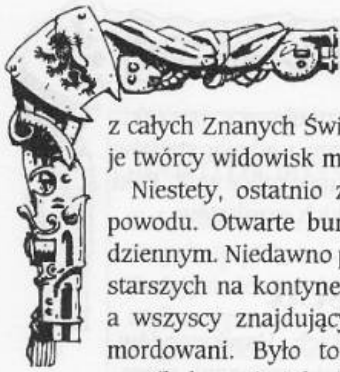 z całych Znanych Świ
je twórcy widowisk m
Niestety, ostatnio z
powodu. Otwarte bun
dziennym. Niedawno p
starszych na kontyne
a wszyscy znajdujący
mordowani. Było to